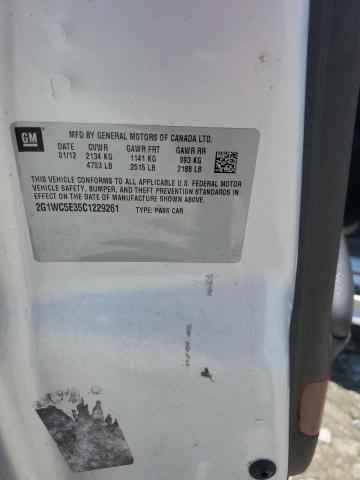 GM
MFD BY GENERAL MOTORS OF CANADA LTD.
DATE GVWR GAWR FRT GAWR RR
01/12 2134 KG 1141 KG 993 KG
4703 LB 2515 LB 2188 LB
THIS VEHICLE CONFORMS TO ALL APPLICABLE U.S. FEDERAL MOTOR
VEHICLE SAFETY, BUMPER, AND THEFT PREVENTION STANDARDS IN
EFFECT ON THE DATE OF MANUFACTURE SHOWN ABOVE.
2G1WC5E35C1229261 TYPE: PASS CAR